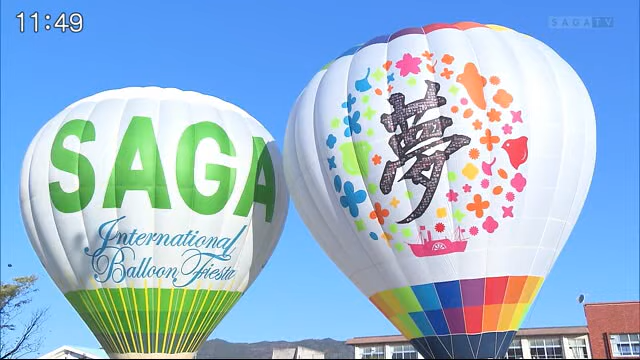 11:49
SAGA TV
SAGA
International
Balloon Fiesta
夢